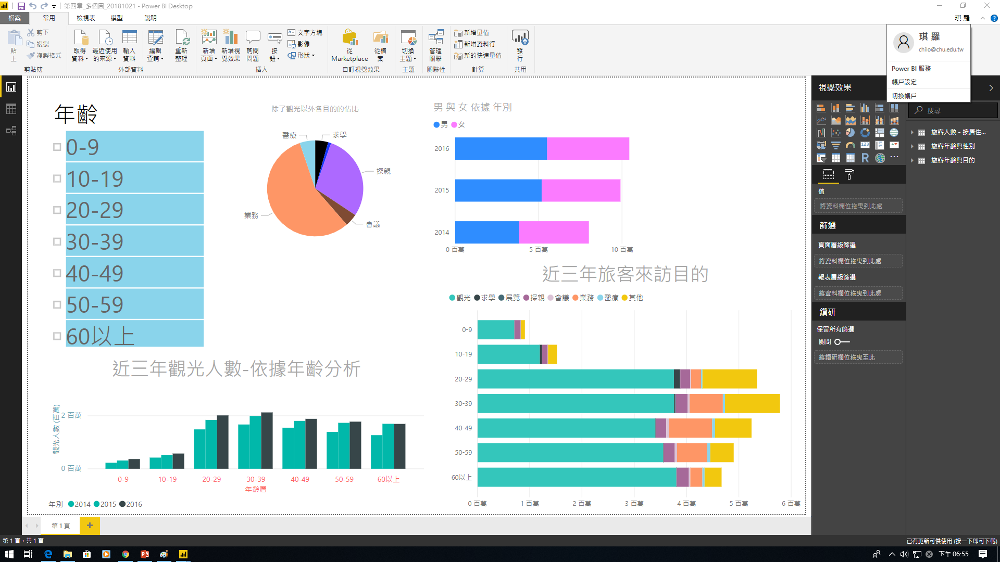 第四章_多個圖_20181021 - Power BI Desktop
檔案 常用 檢視表 模型 說明 琪 羅
貼上
剪下
複製
複製格式
剪貼簿
取得資料
最近使用的來源
輸入資料
編輯查詢
重新整理
外部資料
新增頁面
新增視覺效果
詢問問題
按鈕
文字方塊
影像
形狀
插入
從 Marketplace
從檔案
自訂視覺效果
切換主題
主題
管理關聯
關聯性
新增量值
新增資料行
新的快速量值
計算
發行
共用
琪 羅
chilo@chu.edu.tw
Power BI 服務
帳戶設定
切換帳戶
年齡
0-9
10-19
20-29
30-39
40-49
50-59
60以上
除了觀光以外各目的的佔比
醫療
求學
探親
業務
會議
男 與 女 依據 年別
男 女
2016
2015
2014
0 百萬 5 百萬 10 百萬
近三年旅客來訪目的
觀光 求學 展覽 探親 會議 業務 醫療 其他
0-9
10-19
20-29
30-39
40-49
50-59
60以上
0 百萬 1 百萬 2 百萬 3 百萬 4 百萬 5 百萬 6 百萬
近三年觀光人數-依據年齡分析
觀光人數 (百萬)
2 百萬
0 百萬
0-9 10-19 20-29 30-39 40-49 50-59 60以上
年齡層
年別 2014 2015 2016
視覺效果
123
R
值
將資料欄位拖曳到此處
篩選
頁面層級篩選
將資料欄位拖曳到此處
報表層級篩選
將資料欄位拖曳到此處
鑽研
保留所有篩選
關閉
將鑽研欄位拖曳至此
搜尋
旅客人數 - 按居住...
旅客年齡與性別
旅客年齡與目的
第 1 頁
第 1 頁，共 1 頁
已有更新可供使用 (按一下即可下載)
下午 06:55